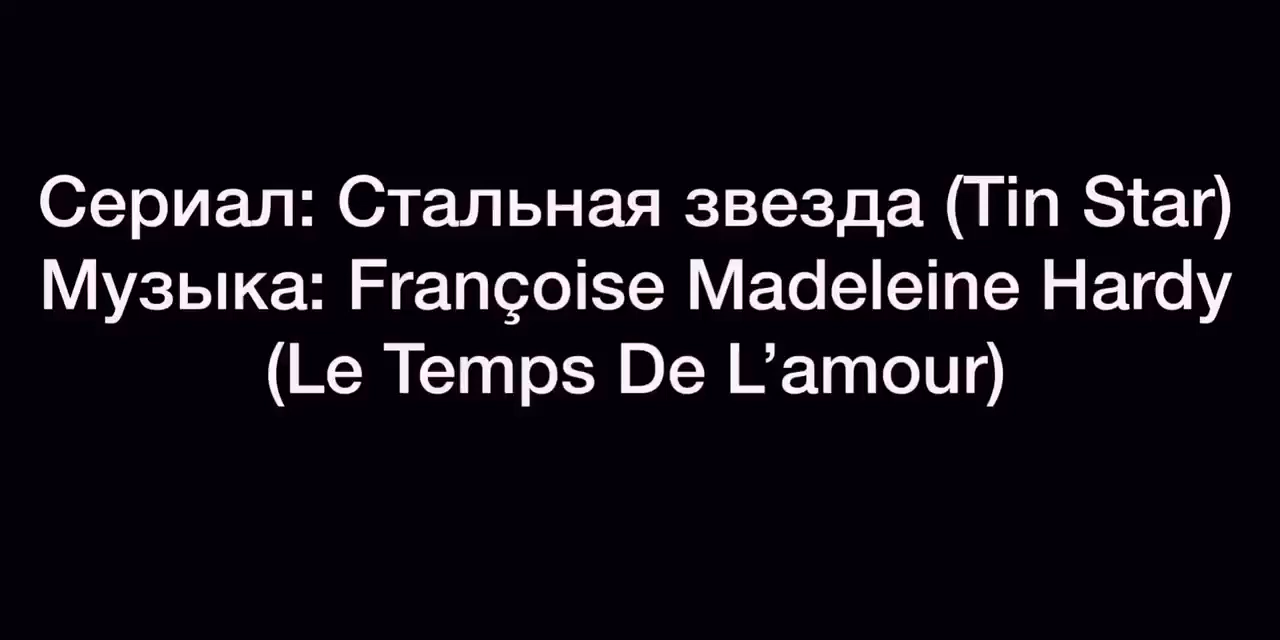 Сериал: Стальная звезда (Tin Star)
Музыка: Françoise Madeleine Hardy
(Le Temps De L’amour)